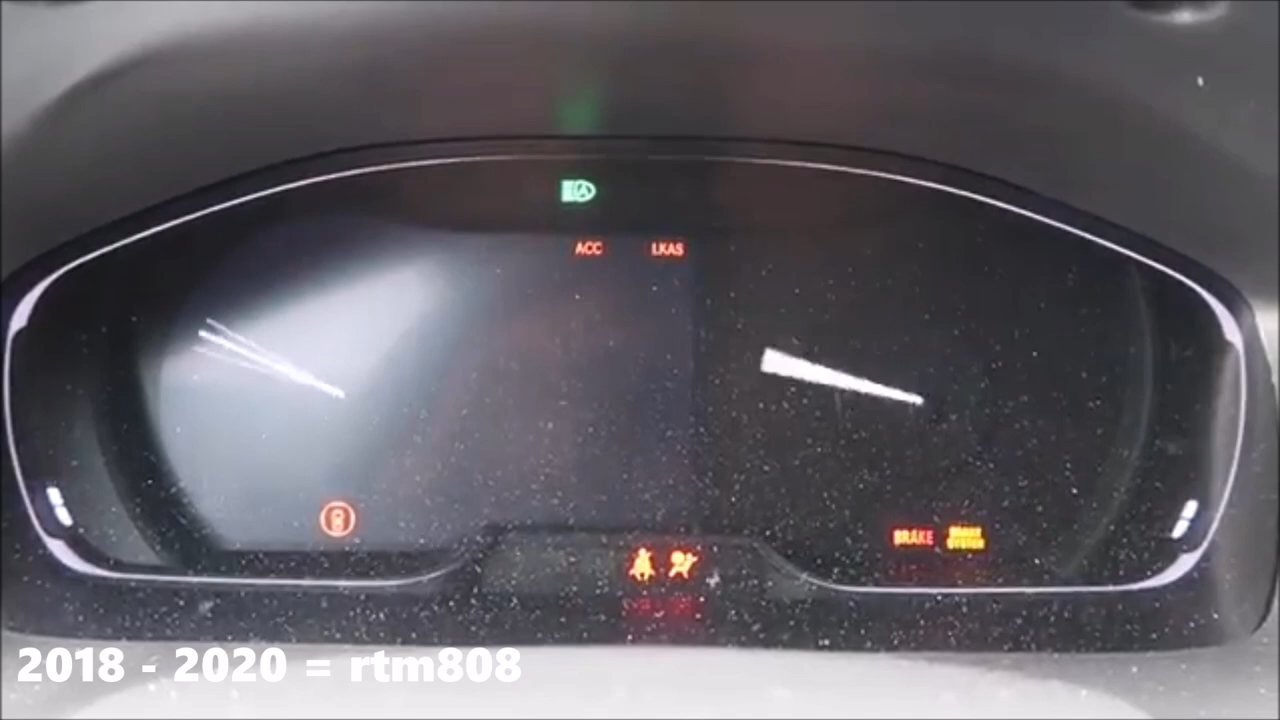 ACC LKAS
BRAKE BRAKE
SYSTEM
2018 - 2020 = rtm808